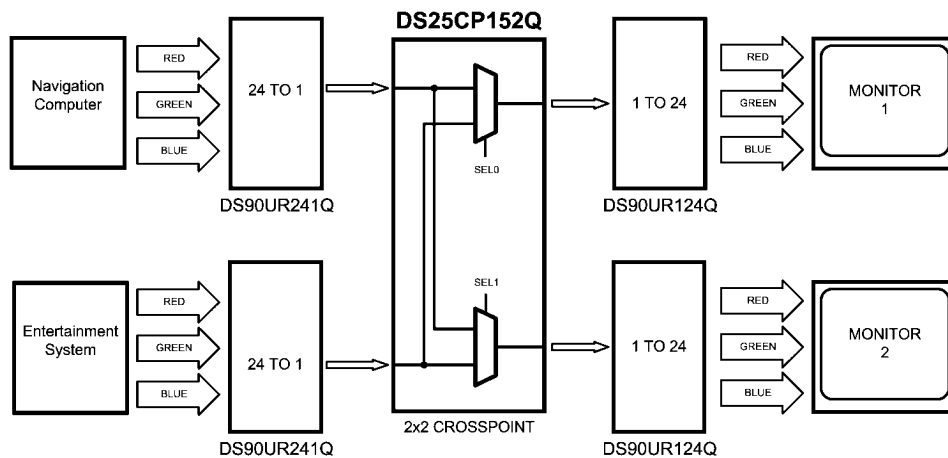 DS25CP152Q
Navigation
Computer
RED
GREEN
BLUE
24 TO 1
DS90UR241Q
SEL0
1 TO 24
DS90UR124Q
RED
GREEN
BLUE
MONITOR
1
Entertainment
System
RED
GREEN
BLUE
24 TO 1
DS90UR241Q
SEL1
2x2 CROSSPOINT
1 TO 24
DS90UR124Q
RED
GREEN
BLUE
MONITOR
2